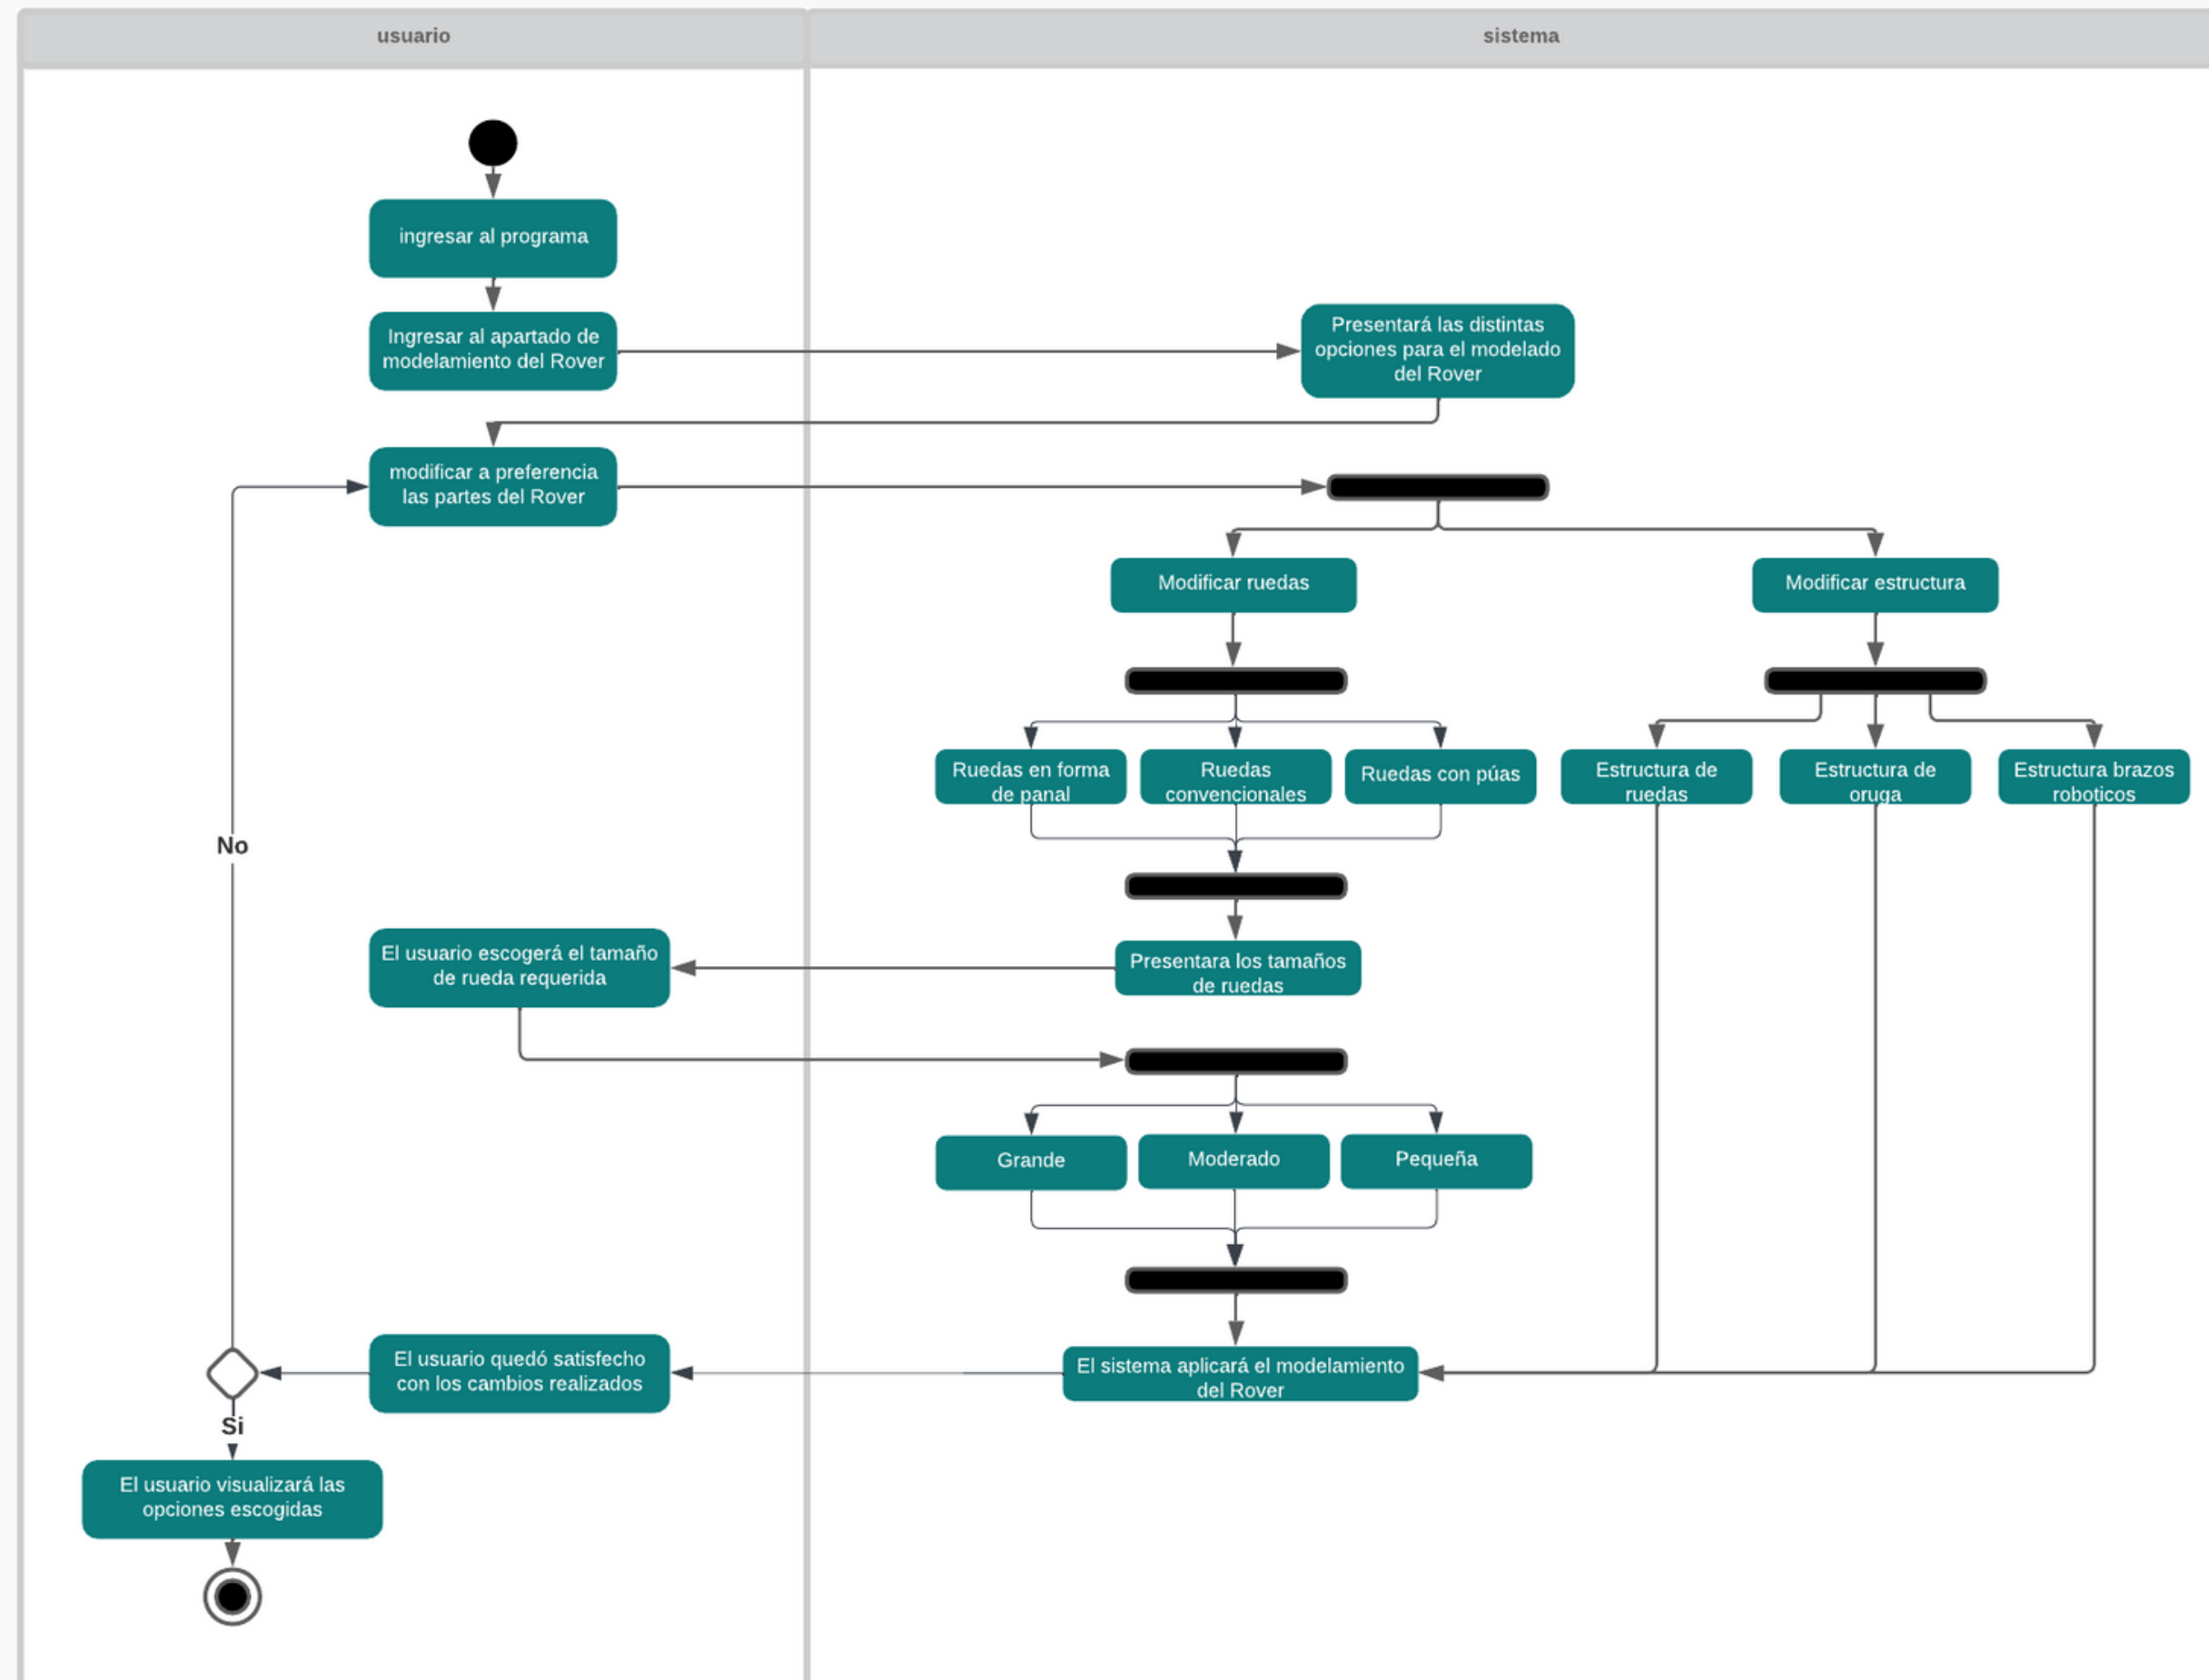 usuario
sistema
ingresar al programa
Ingresar al apartado de
modelamiento del Rover
Presentará las distintas
opciones para el modelado
del Rover
modificar a preferencia
las partes del Rover
Modificar ruedas
Modificar estructura
Ruedas en forma
de panal
Ruedas
convencionales
Ruedas con púas
Estructura de
ruedas
Estructura de
oruga
Estructura brazos
roboticos
No
El usuario escogerá el tamaño
de rueda requerida
Presentara los tamaños
de ruedas
Grande
Moderado
Pequeña
El usuario quedó satisfecho
con los cambios realizados
El sistema aplicará el modelamiento
del Rover
Si
El usuario visualizará las
opciones escogidas